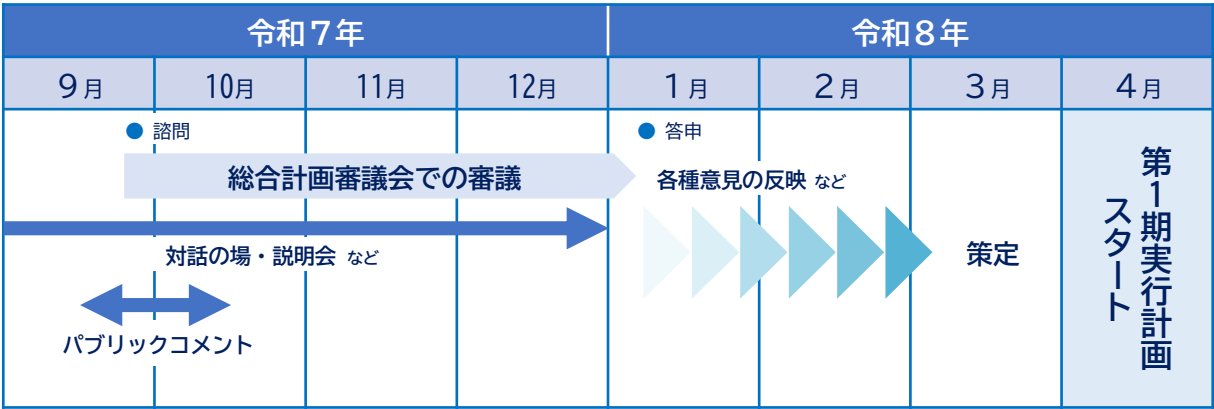 令和７年
令和８年
９月
10月
11月
12月
１月
２月
３月
４月
● 諮問
● 答申
総合計画審議会での審議
各種意見の反映 など
対話の場・説明会 など
パブリックコメント
策定
第１期実行計画
スタート